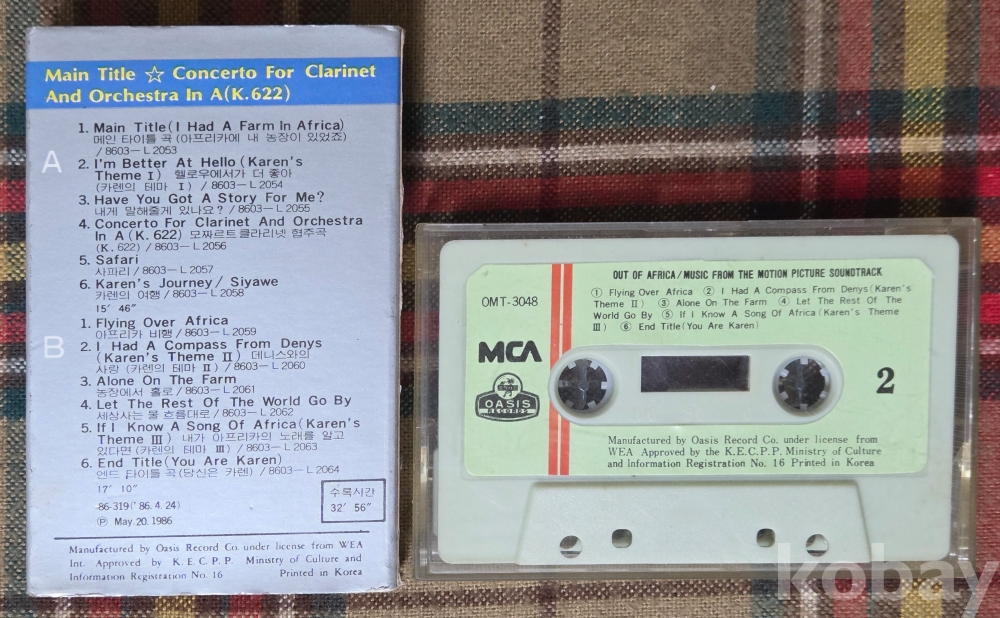 Main Title ☆ Concerto For Clarinet
And Orchestra In A(K.622)
A
1. Main Title(I Had A Farm In Africa)
메인 타이틀 곡(아프리카에 내 농장이 있었죠)
/ 8603-L 2053
2. I'm Better At Hello(Karen's
Theme I) 헬로우에서가 더 좋아
(카렌의 테마 I) / 8603-L 2054
3. Have You Got A Story For Me?
내게 말해줄게 있나요? / 8603-L 2055
4. Concerto For Clarinet And Orchestra
In A(K. 622) 모짜르트클라리넷 협주곡
(K. 622) / 8603-L 2056
5. Safari
사파리 / 8603-L 2057
6. Karen's Journey/ Siyawe
카렌의 여행 / 8603-L 2058
15′ 46″
B
1. Flying Over Africa
아프리카 비행 / 8603-L 2059
2. I Had A Compass From Denys
(Karen's Theme II) 데니스와의
사랑 (카렌의 테마 II) / 8603-L 2060
3. Alone On The Farm
농장에서 홀로 / 8603-L 2061
4. Let The Rest Of The World Go By
세상사는 물 흐름대로 / 8603-L 2062
5. If I Know A Song Of Africa(Karen's
Theme III) 내가 아프리카의 노래를 알고
있다면 (카렌의 테마 III) / 8603-L 2063
6. End Title(You Are Karen)
엔드 타이틀 곡(당신은 카렌) / 8603-L 2064
17′ 10″
86-319('86. 4. 24)
Ⓟ May. 20. 1986
수록시간
32′ 56″
Manufactured by Oasis Record Co. under license from WEA
Int. Approved by K. E. C. P. P. Ministry of Culture and
Information Registration No. 16 Printed in Korea
OUT OF AFRICA/MUSIC FROM THE MOTION PICTURE SOUNDTRACK
OMT-3048
① Flying Over Africa ② I Had A Compass From Denys(Karen's
Theme II) ③ Alone On The Farm ④ Let The Rest Of The
World Go By ⑤ If I Know A Song Of Africa(Karen's Theme
III) ⑥ End Title(You Are Karen)
MCA
OASIS
RECORDS
2
Manufactured by Oasis Record Co. under license from
WEA Approved by the K.E.C.P.P. Ministry of Culture
and Information Registration No. 16 Printed in Korea
kobay